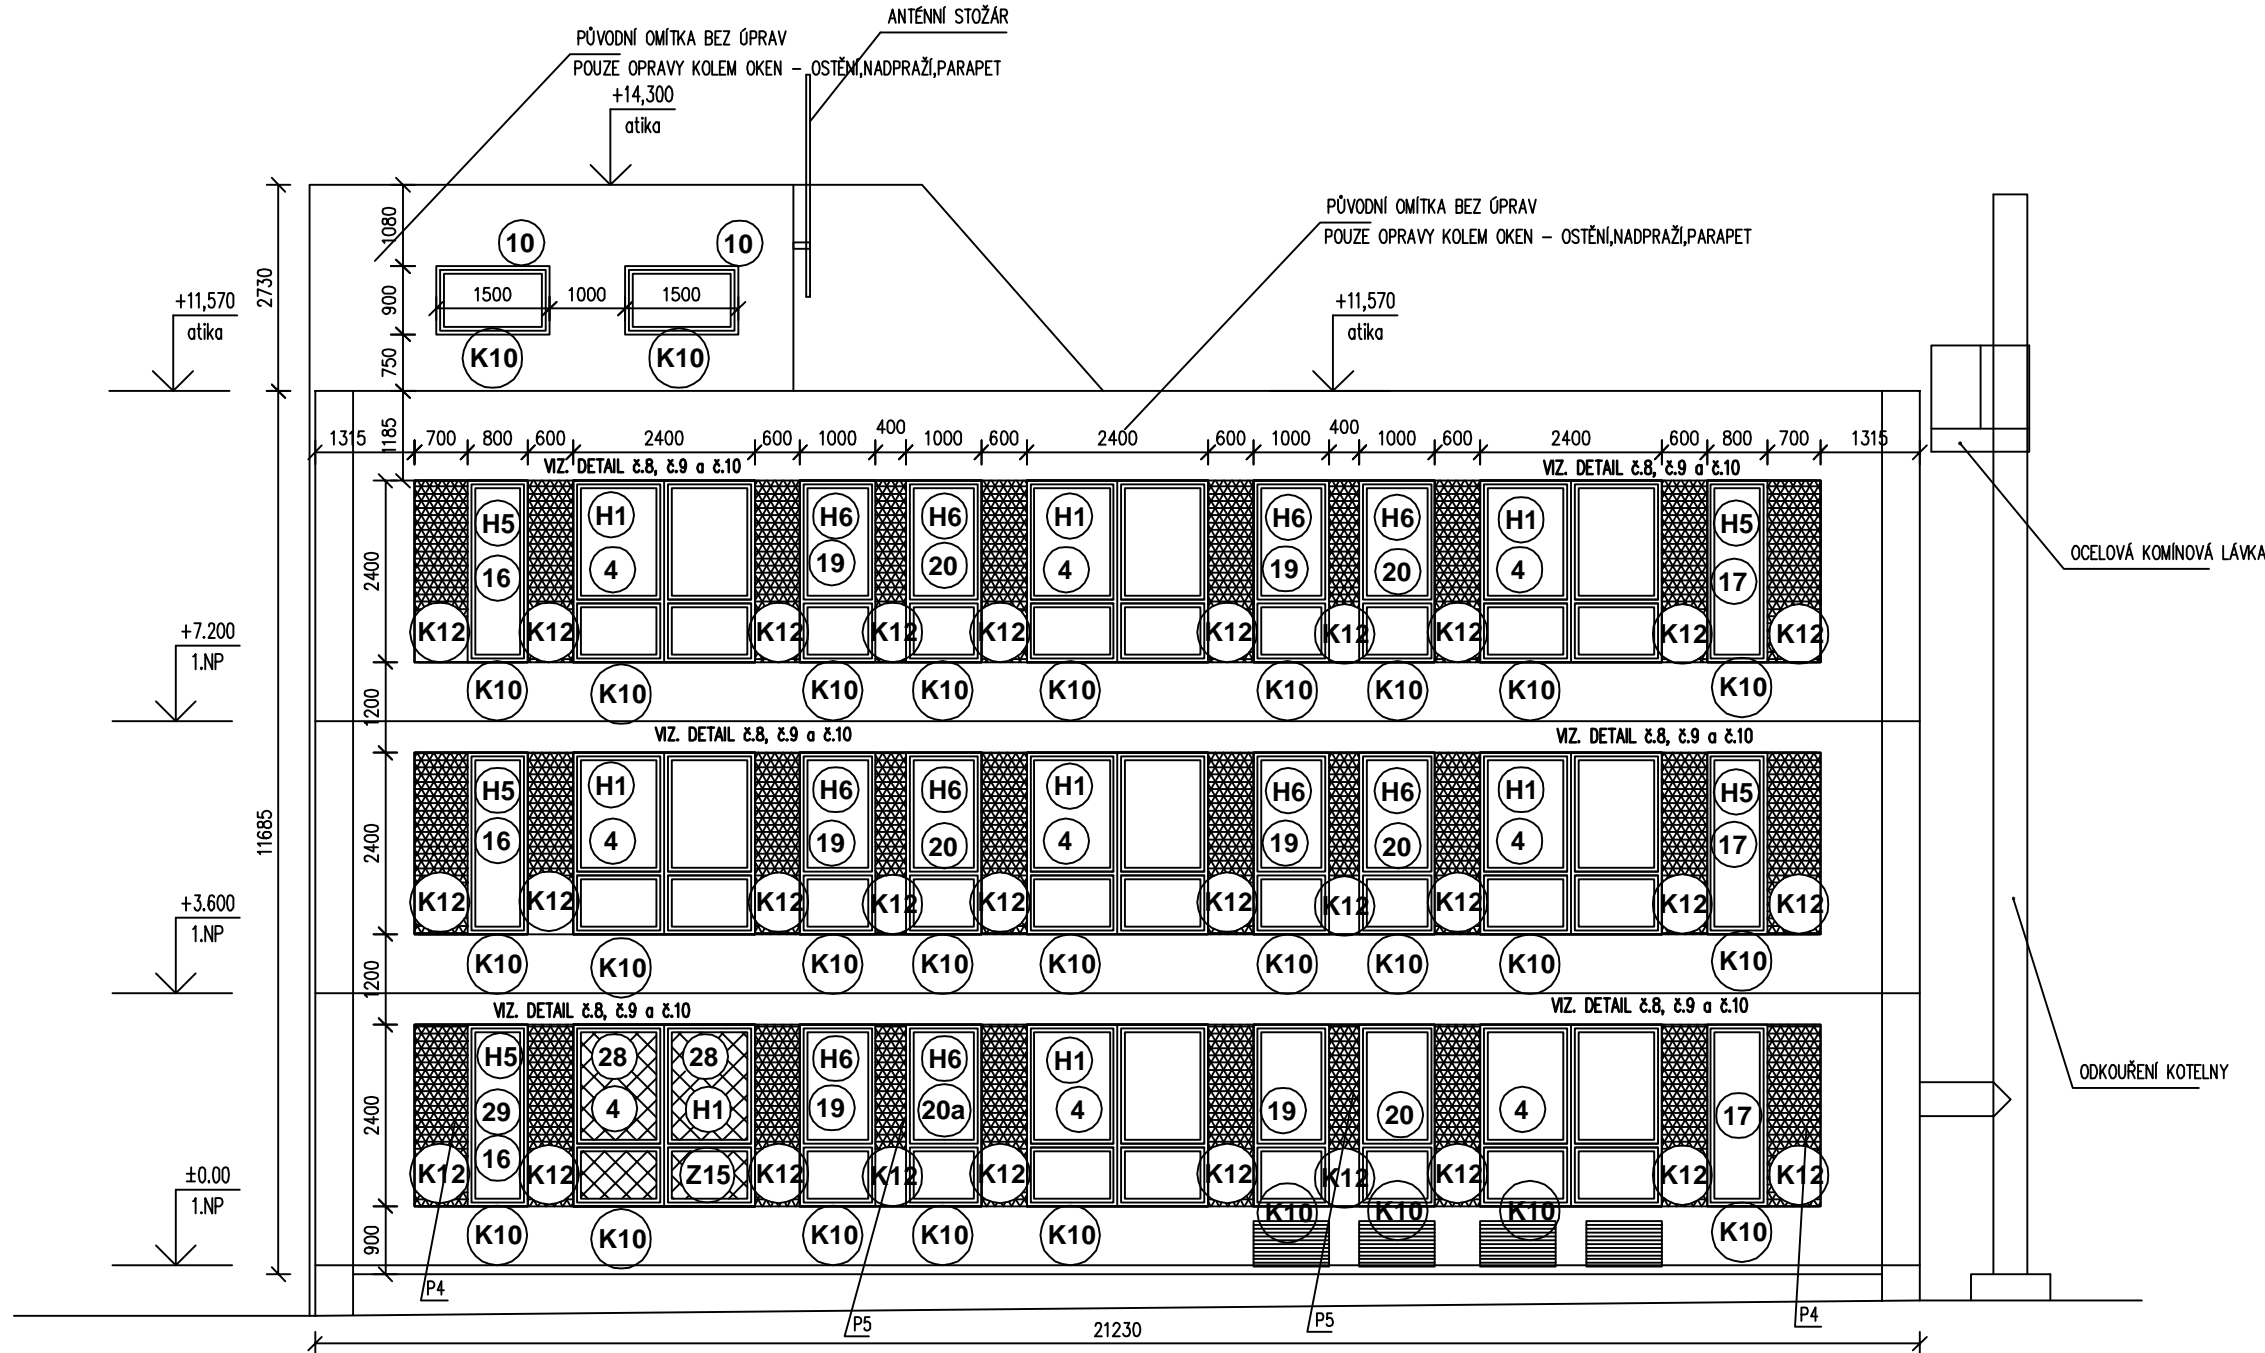 ANTÉNNÍ STOŽÁR
PŮVODNÍ OMÍTKA BEZ ÚPRAV
POUZE OPRAVY KOLEM OKEN – OSTĚNÍ,NADPRAŽÍ,PARAPET
+14,300
atika
PŮVODNÍ OMÍTKA BEZ ÚPRAV
POUZE OPRAVY KOLEM OKEN – OSTĚNÍ,NADPRAŽÍ,PARAPET
1080
10 10
2730
900
1500 1000 1500
+11,570
atika
+11,570
atika
750
K10 K10
1185
1315 700 800 600 2400 600 1000 400 1000 600 2400 600 1000 400 1000 600 2400 600 800 700 1315
VIZ. DETAIL č.8, č.9 a č.10 VIZ. DETAIL č.8, č.9 a č.10
H5 H1 H6 H6 H1 H6 H6 H1 H5
OCELOVÁ KOMÍNOVÁ LÁVKA
2400
16 4 19 20 4 19 20 4 17
K12 K12 K12 K12 K12 K12 K12 K12 K12 K12
+7.200
1.NP
K10 K10 K10 K10 K10 K10 K10 K10 K10
1200
VIZ. DETAIL č.8, č.9 a č.10 VIZ. DETAIL č.8, č.9 a č.10
H5 H1 H6 H6 H1 H6 H6 H1 H5
11685
2400
16 4 19 20 4 19 20 4 17
K12 K12 K12 K12 K12 K12 K12 K12 K12 K12
+3.600
1.NP
K10 K10 K10 K10 K10 K10 K10 K10 K10
1200
VIZ. DETAIL č.8, č.9 a č.10 VIZ. DETAIL č.8, č.9 a č.10
H5 28 28 H6 H6 H1
ODKOUŘENÍ KOTELNY
2400
29 4 H1 19 20a 4 19 20 4 17
16
K12 K12 Z15 K12 K12 K12 K12 K12 K12 K12 K12
±0.00
1.NP
K10 K10 K10 K10 K10 K10 K10 K10 K10
900
P4 P5 P5 P4
21230